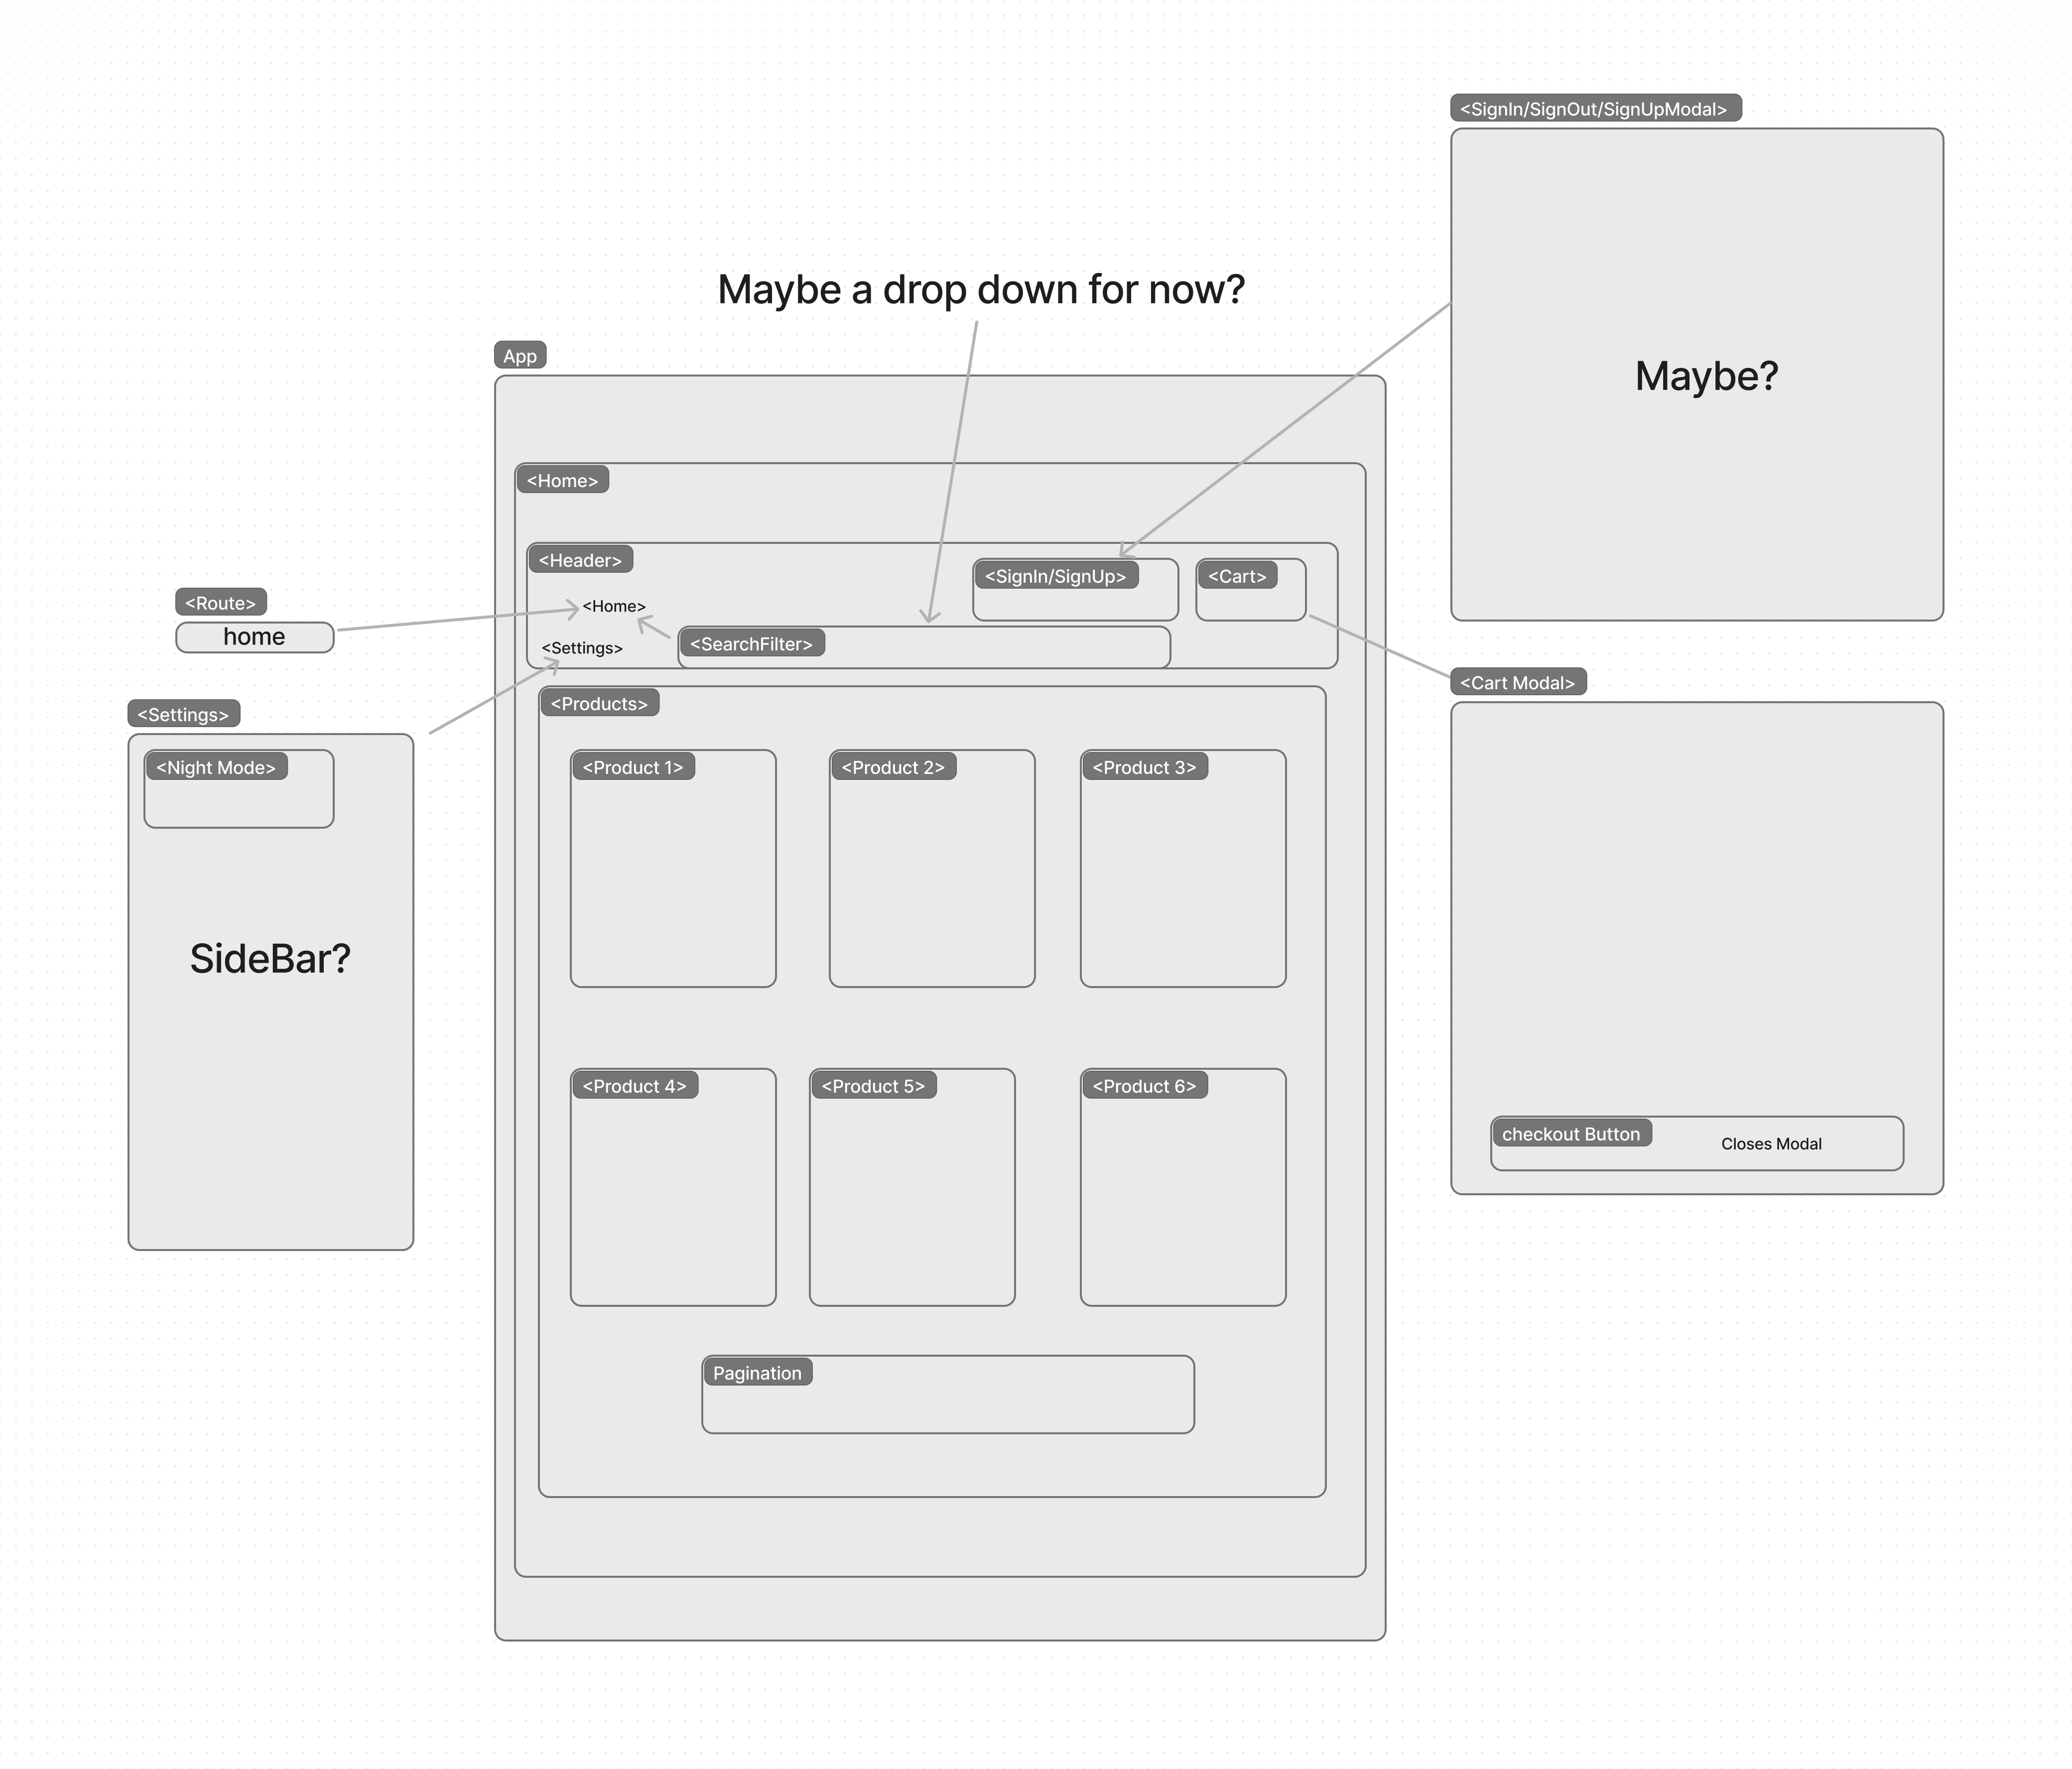 <SignIn/SignOut/SignUpModal>
Maybe?
Maybe a drop down for now?
App
<Home>
<Header>
<SignIn/SignUp>
<Cart>
<Route>
home
<Home>
<Settings>
<SearchFilter>
<Cart Modal>
<Settings>
<Products>
<Night Mode>
<Product 1>
<Product 2>
<Product 3>
SideBar?
<Product 4>
<Product 5>
<Product 6>
checkout Button
Closes Modal
Pagination